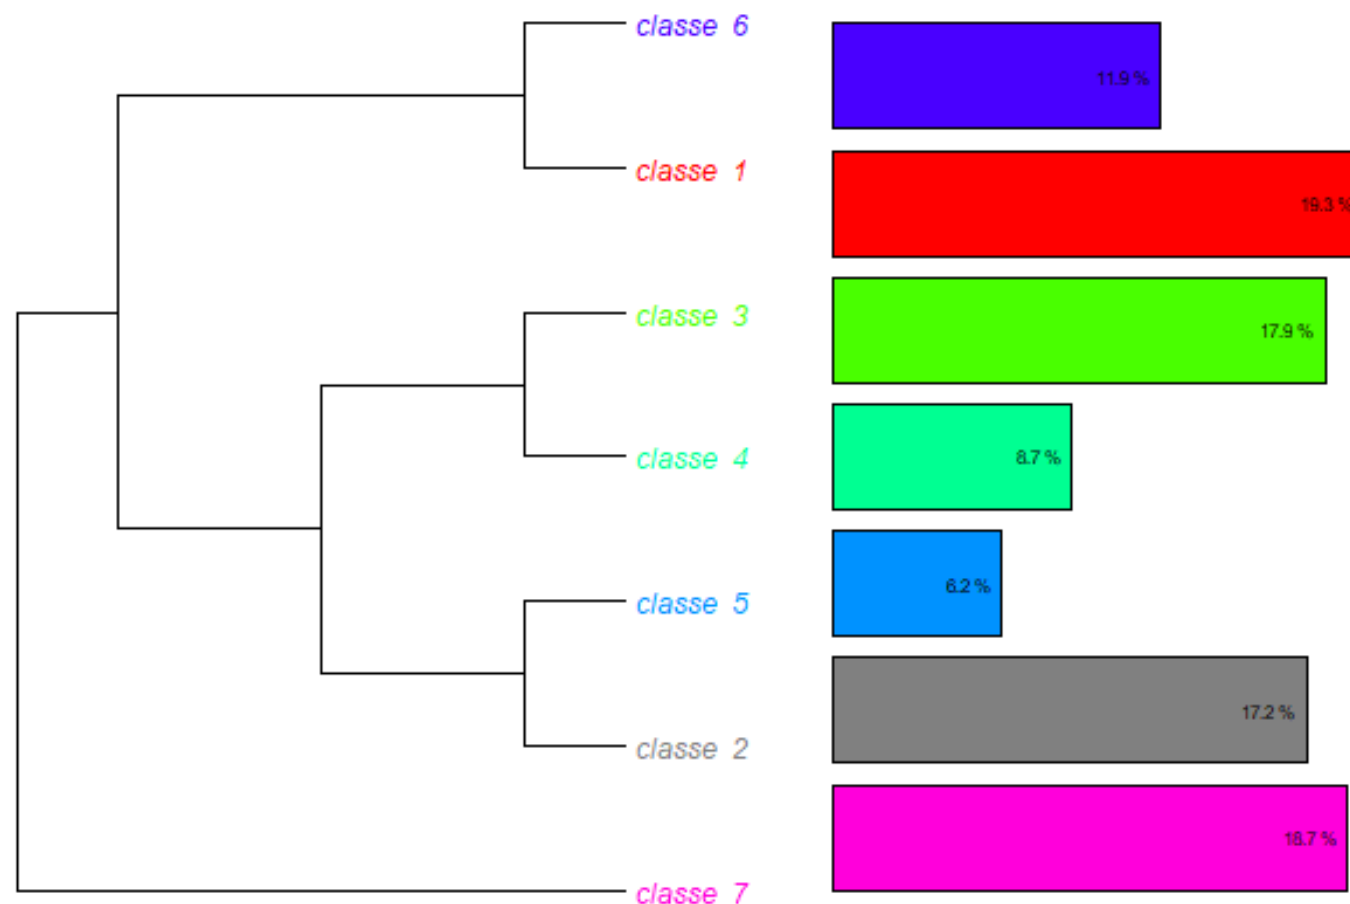 classe 6
11.9 %
classe 1
19.3 %
classe 3
17.9 %
classe 4
8.7 %
classe 5
6.2 %
classe 2
17.2 %
classe 7
18.7 %